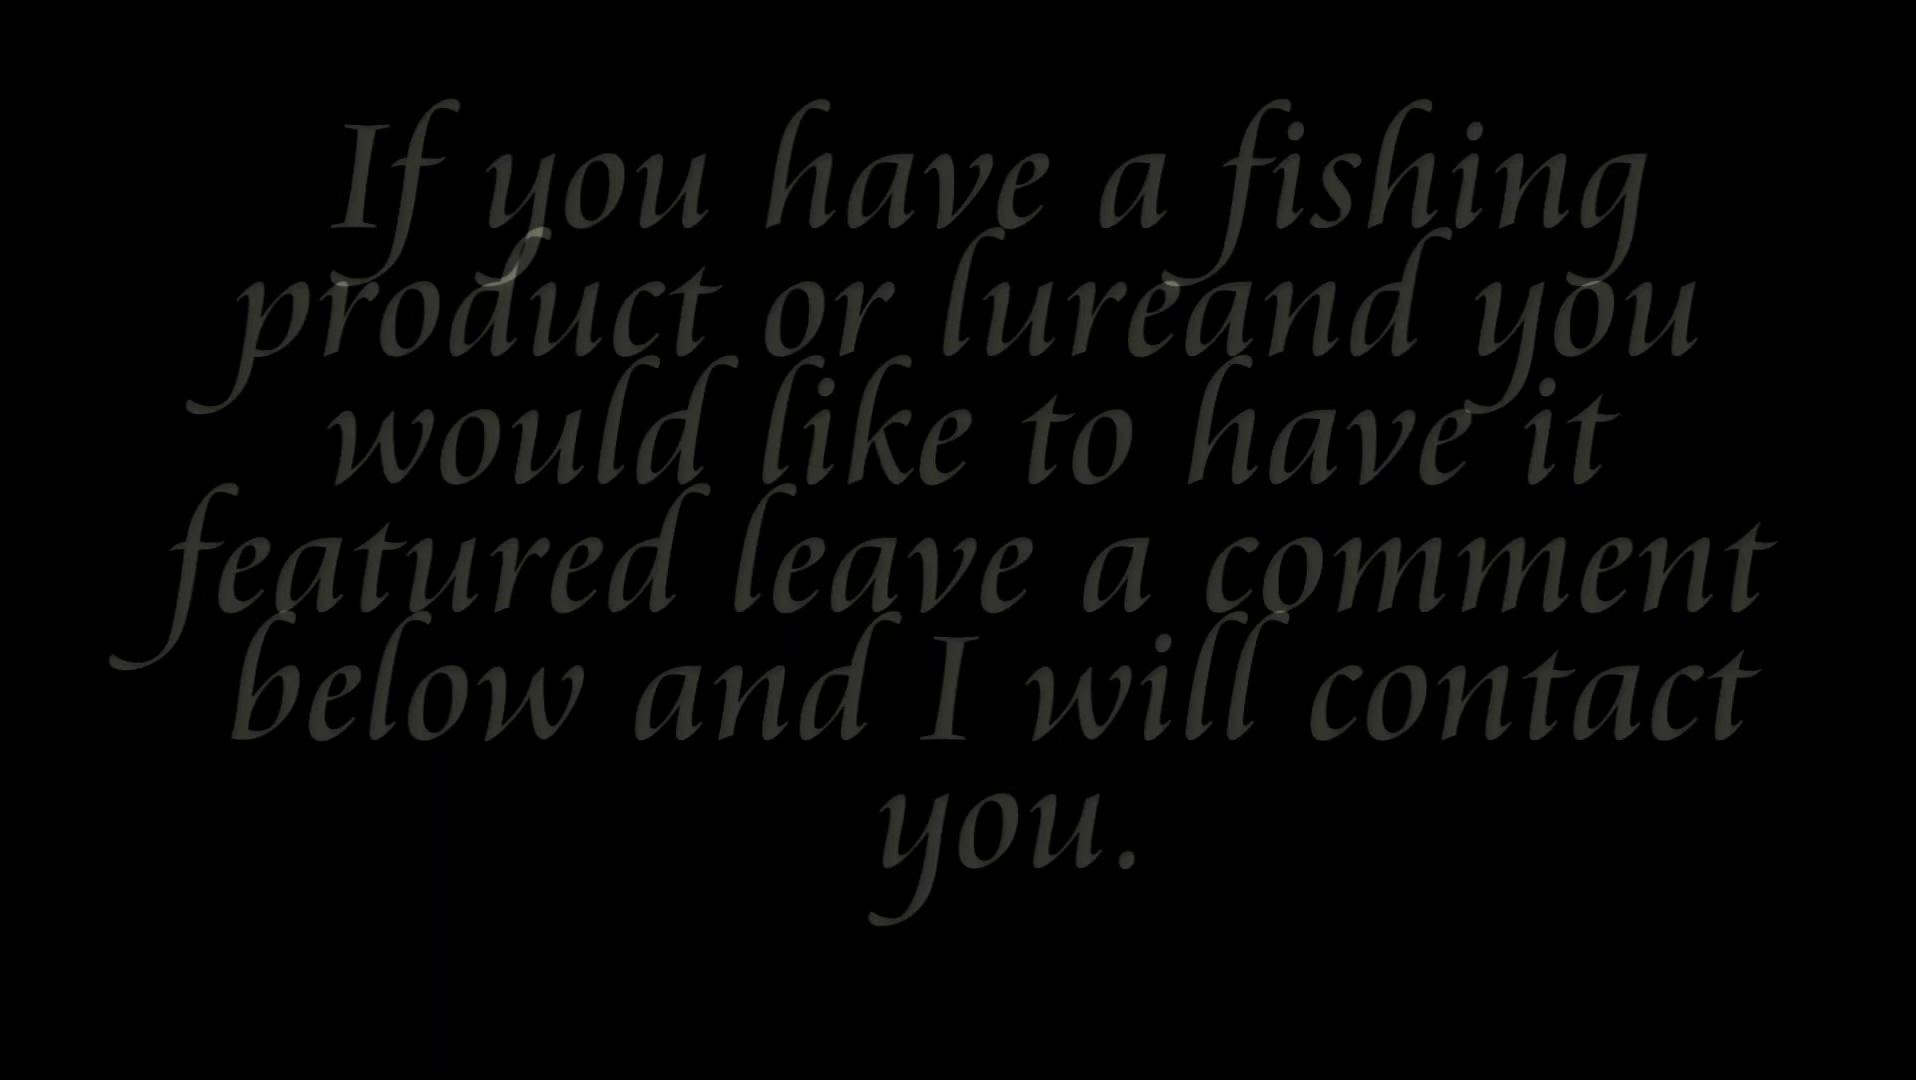 If you have a fishing
product or lureand you
would like to have it
featured leave a comment
below and I will contact
you.